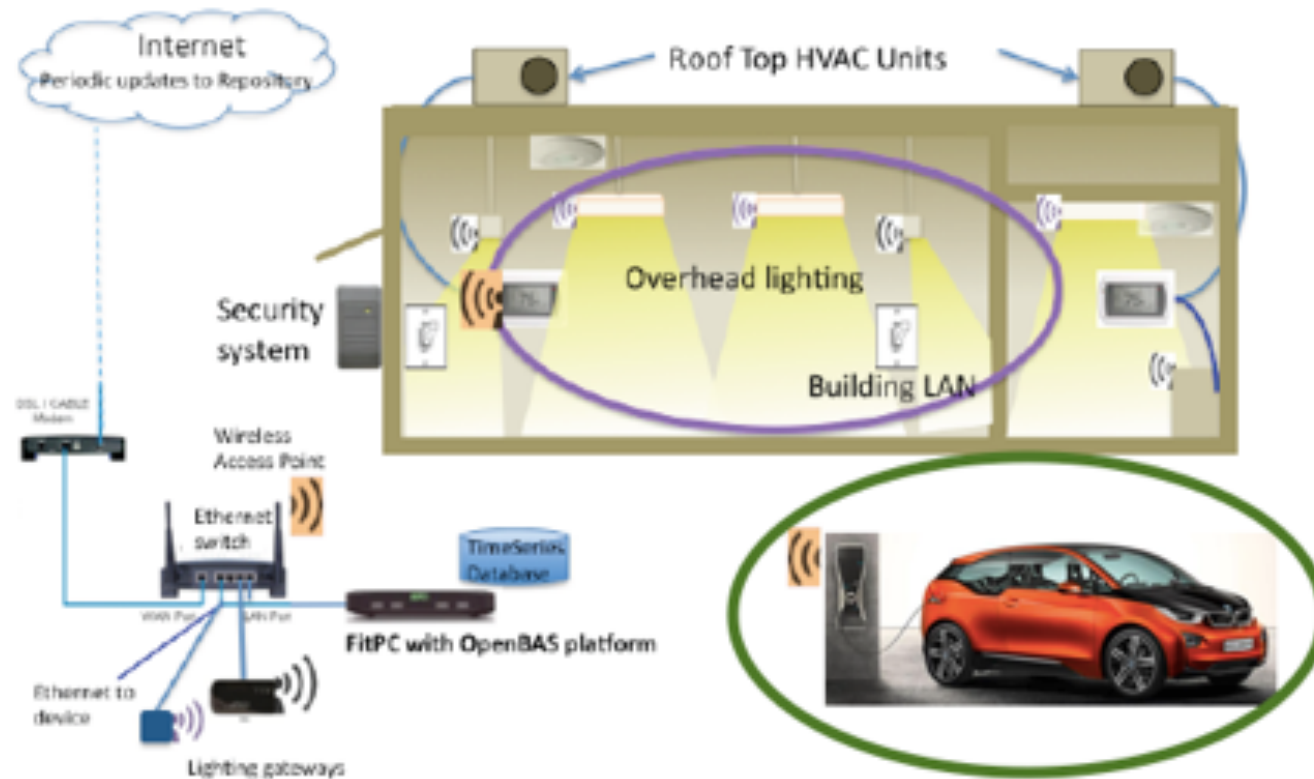 Internet
Periodic updates to Repository
Roof Top HVAC Units
Overhead lighting
Security
system
Building LAN
DSL / CABLE
Modem
Wireless
Access Point
Ethernet
switch
TimeSeries
Database
WAN Port
LAN Port
FitPC with OpenBAS platform
Ethernet to
device
Lighting gateways